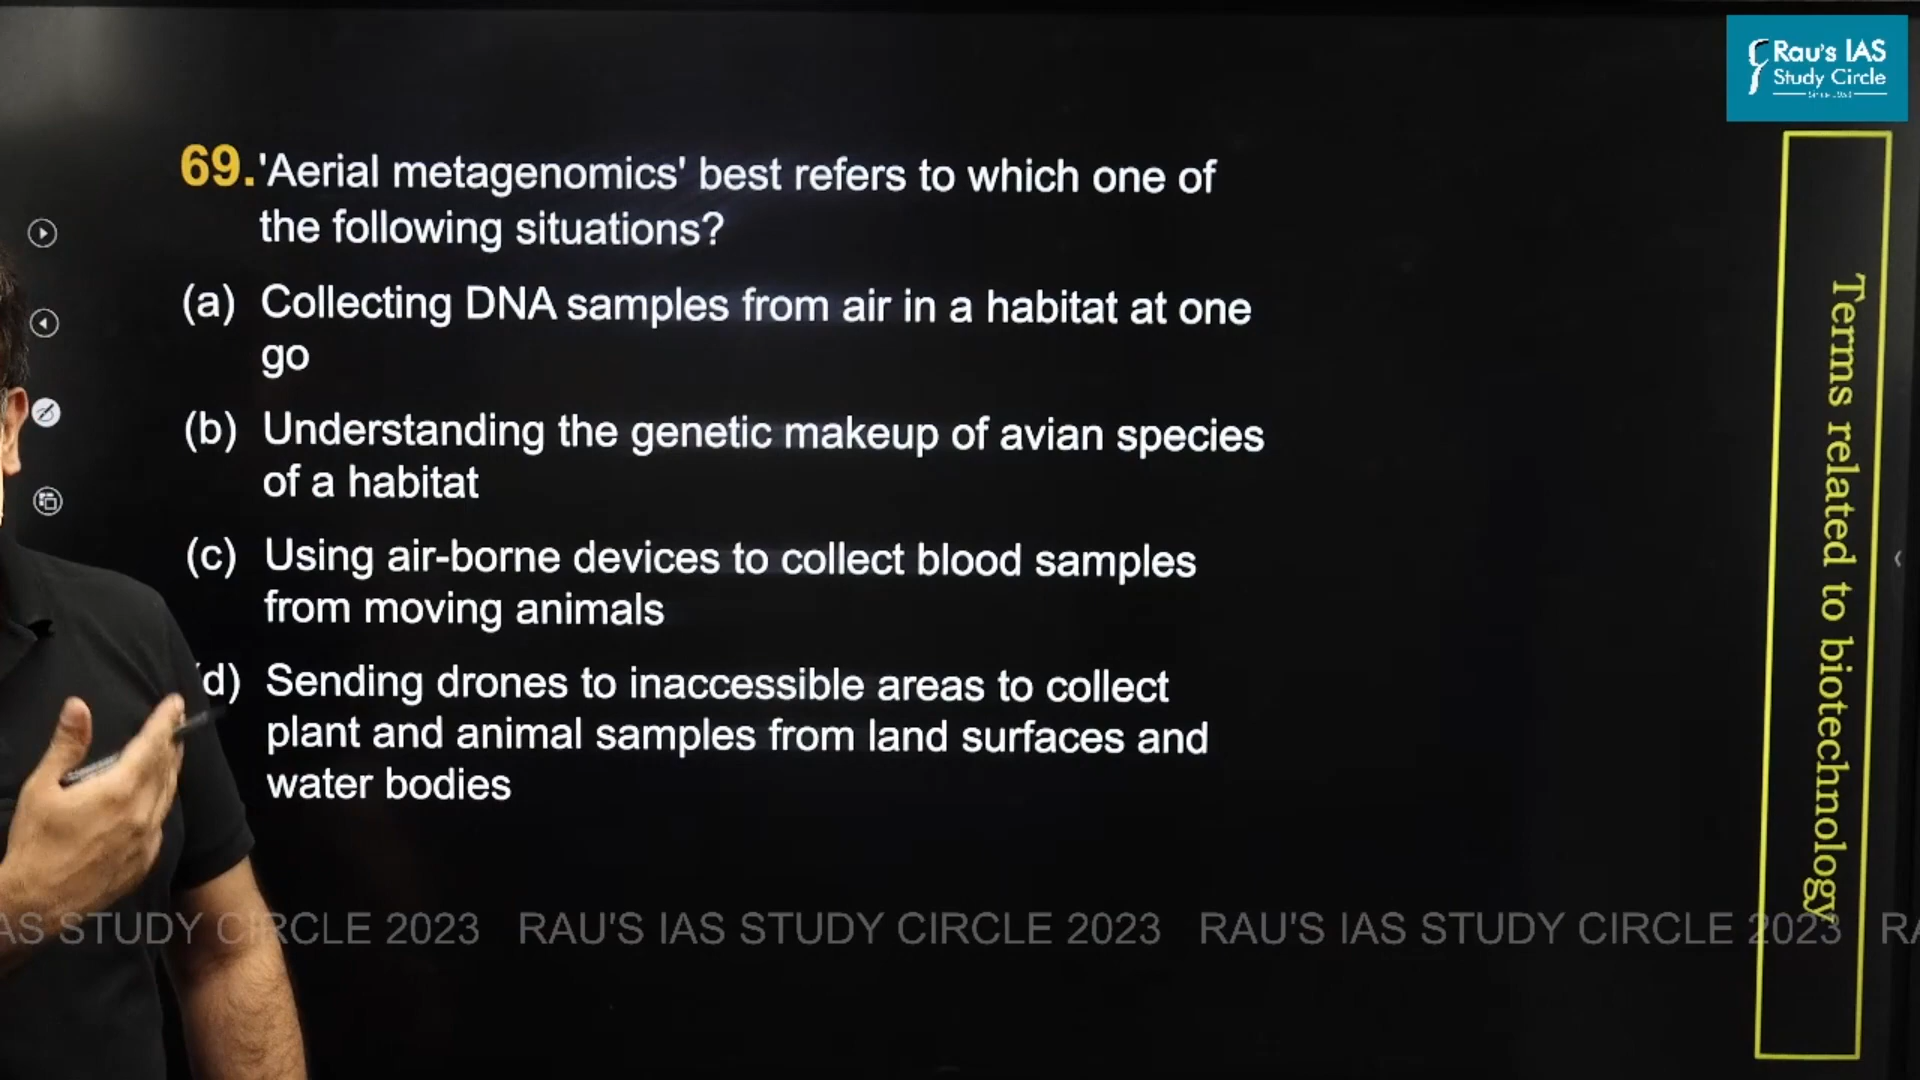 Rau's IAS
Study Circle
69. 'Aerial metagenomics' best refers to which one of
the following situations?
(a) Collecting DNA samples from air in a habitat at one
go
(b) Understanding the genetic makeup of avian species
of a habitat
(c) Using air-borne devices to collect blood samples
from moving animals
d) Sending drones to inaccessible areas to collect
plant and animal samples from land surfaces and
water bodies
Terms related to biotechnology
AS STUDY CIRCLE 2023 RAU'S IAS STUDY CIRCLE 2023 RAU'S IAS STUDY CIRCLE 2023 RA